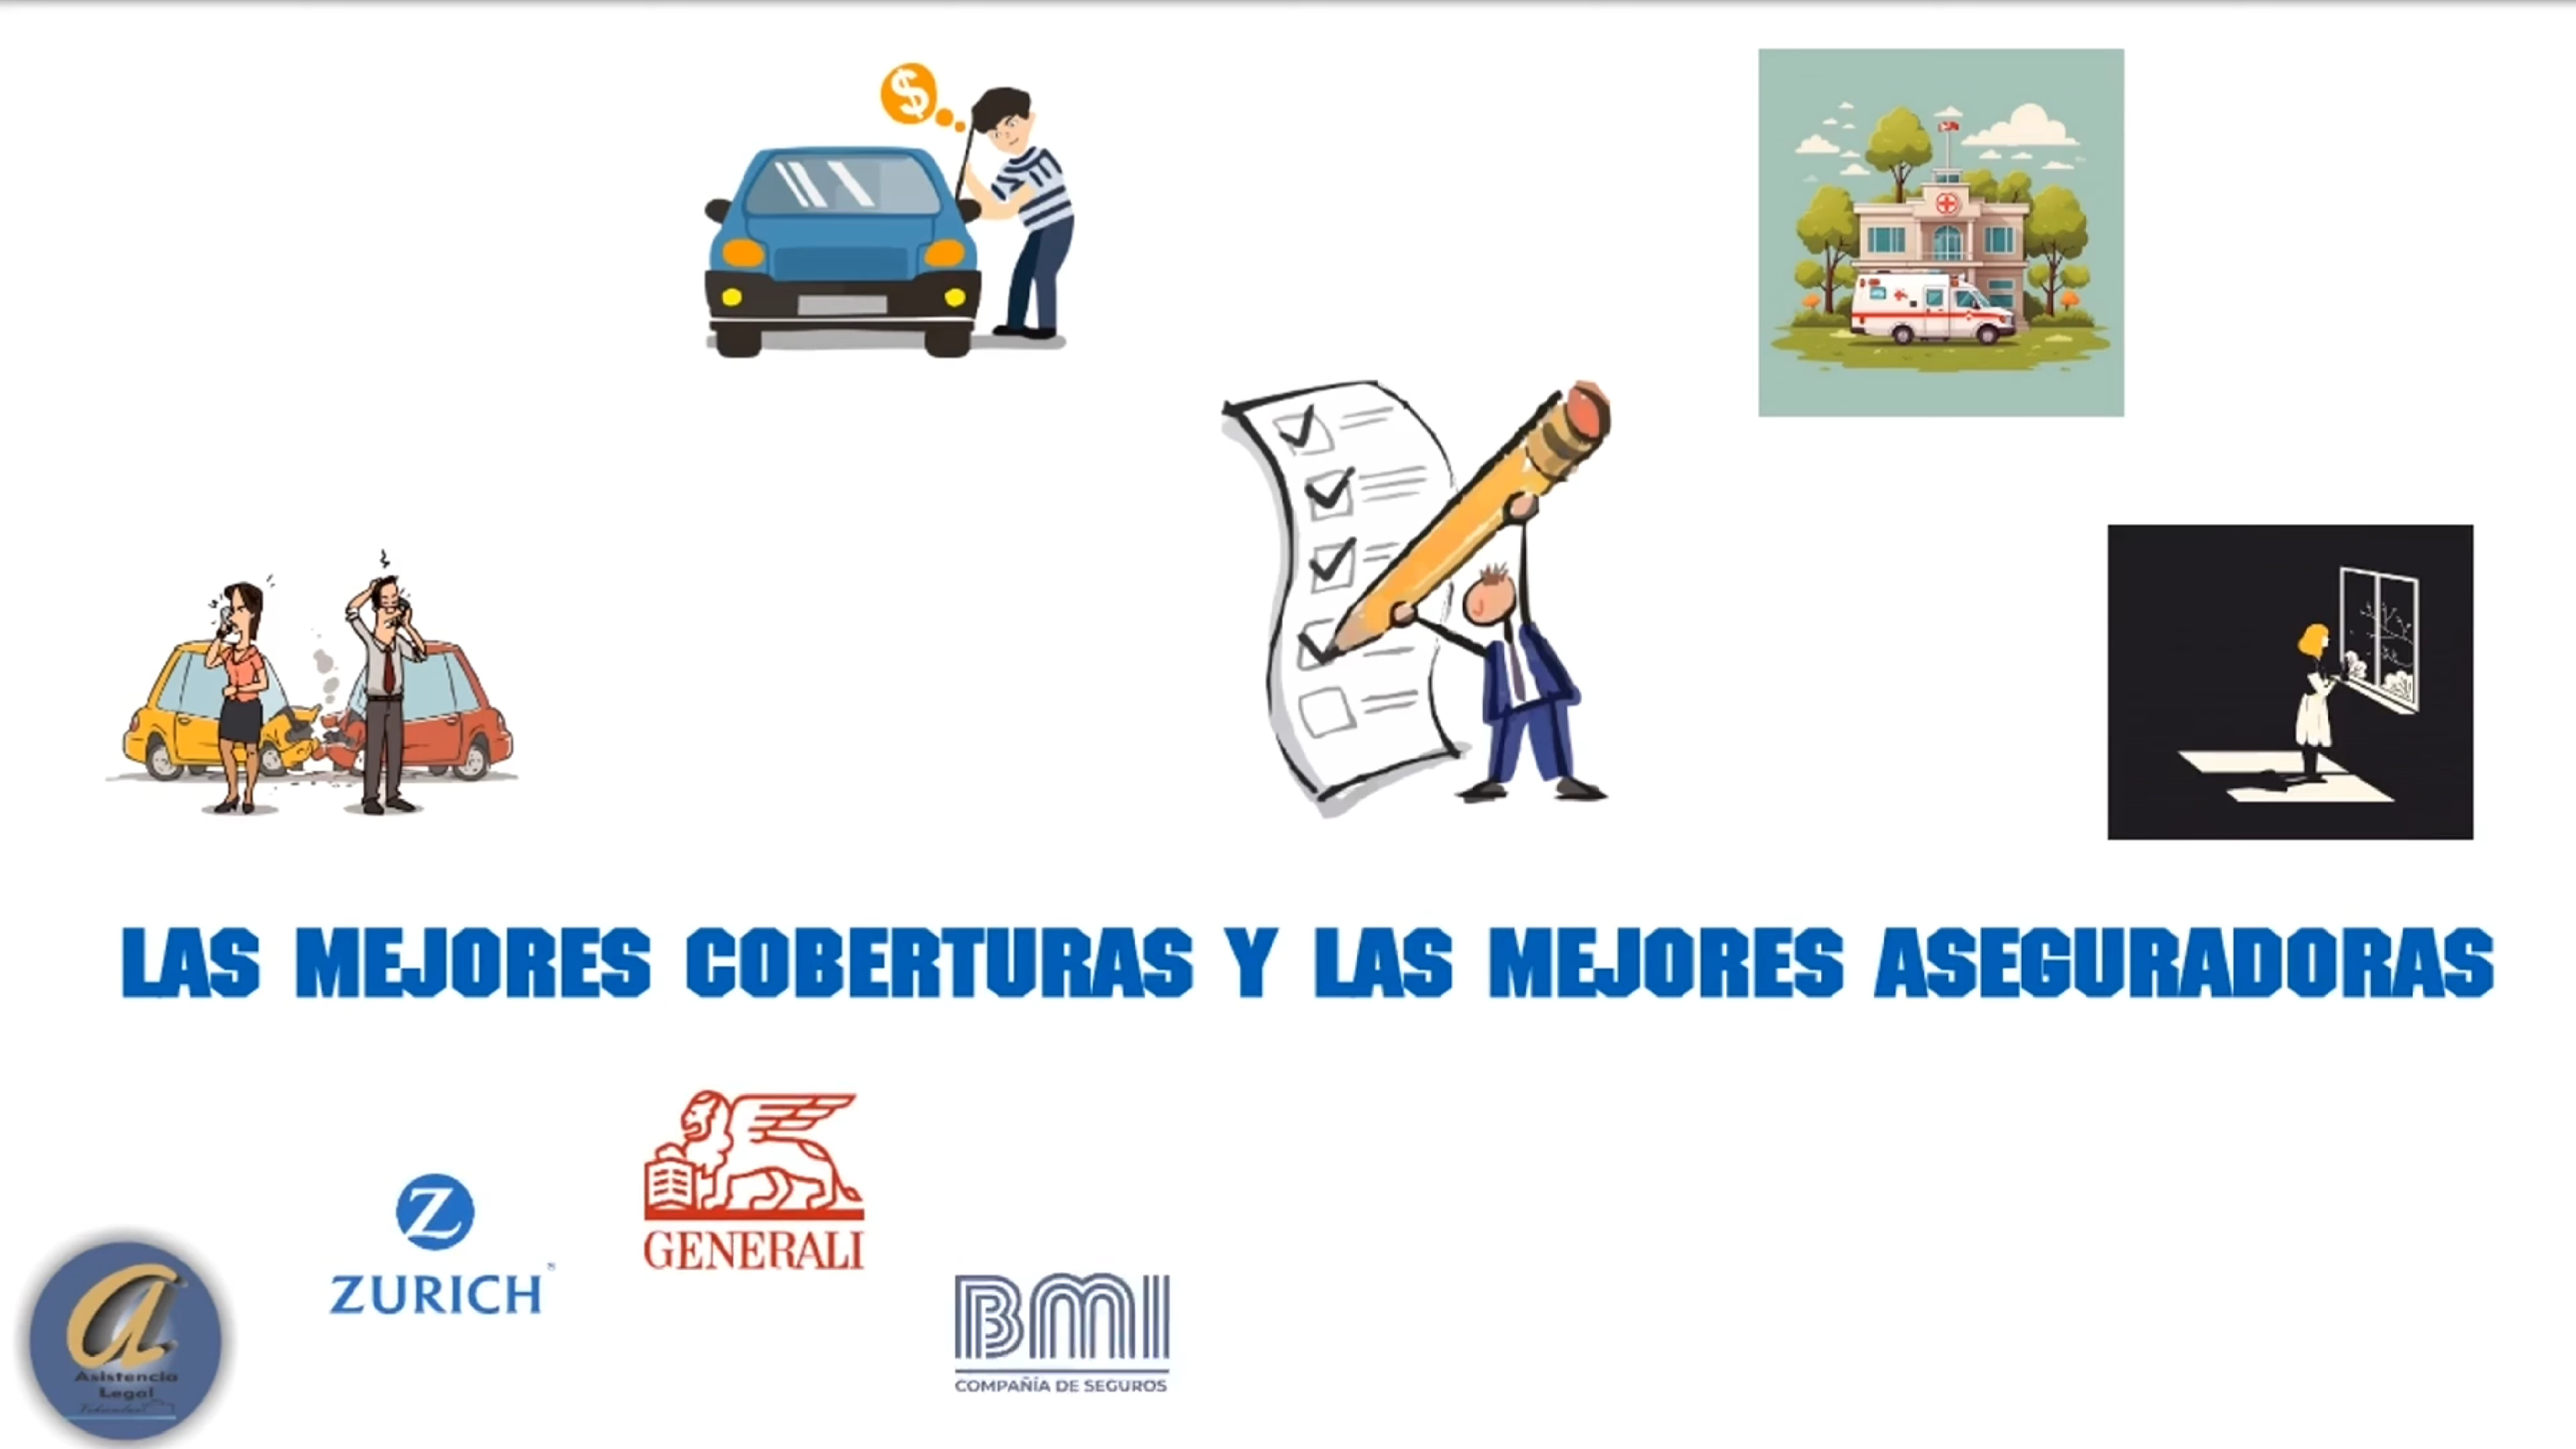 $
LAS MEJORES COBERTURAS Y LAS MEJORES ASEGURADORAS
Z
ZURICH®
GENERALI
BMI
COMPAÑÍA DE SEGUROS
a
Asistencia
Legal